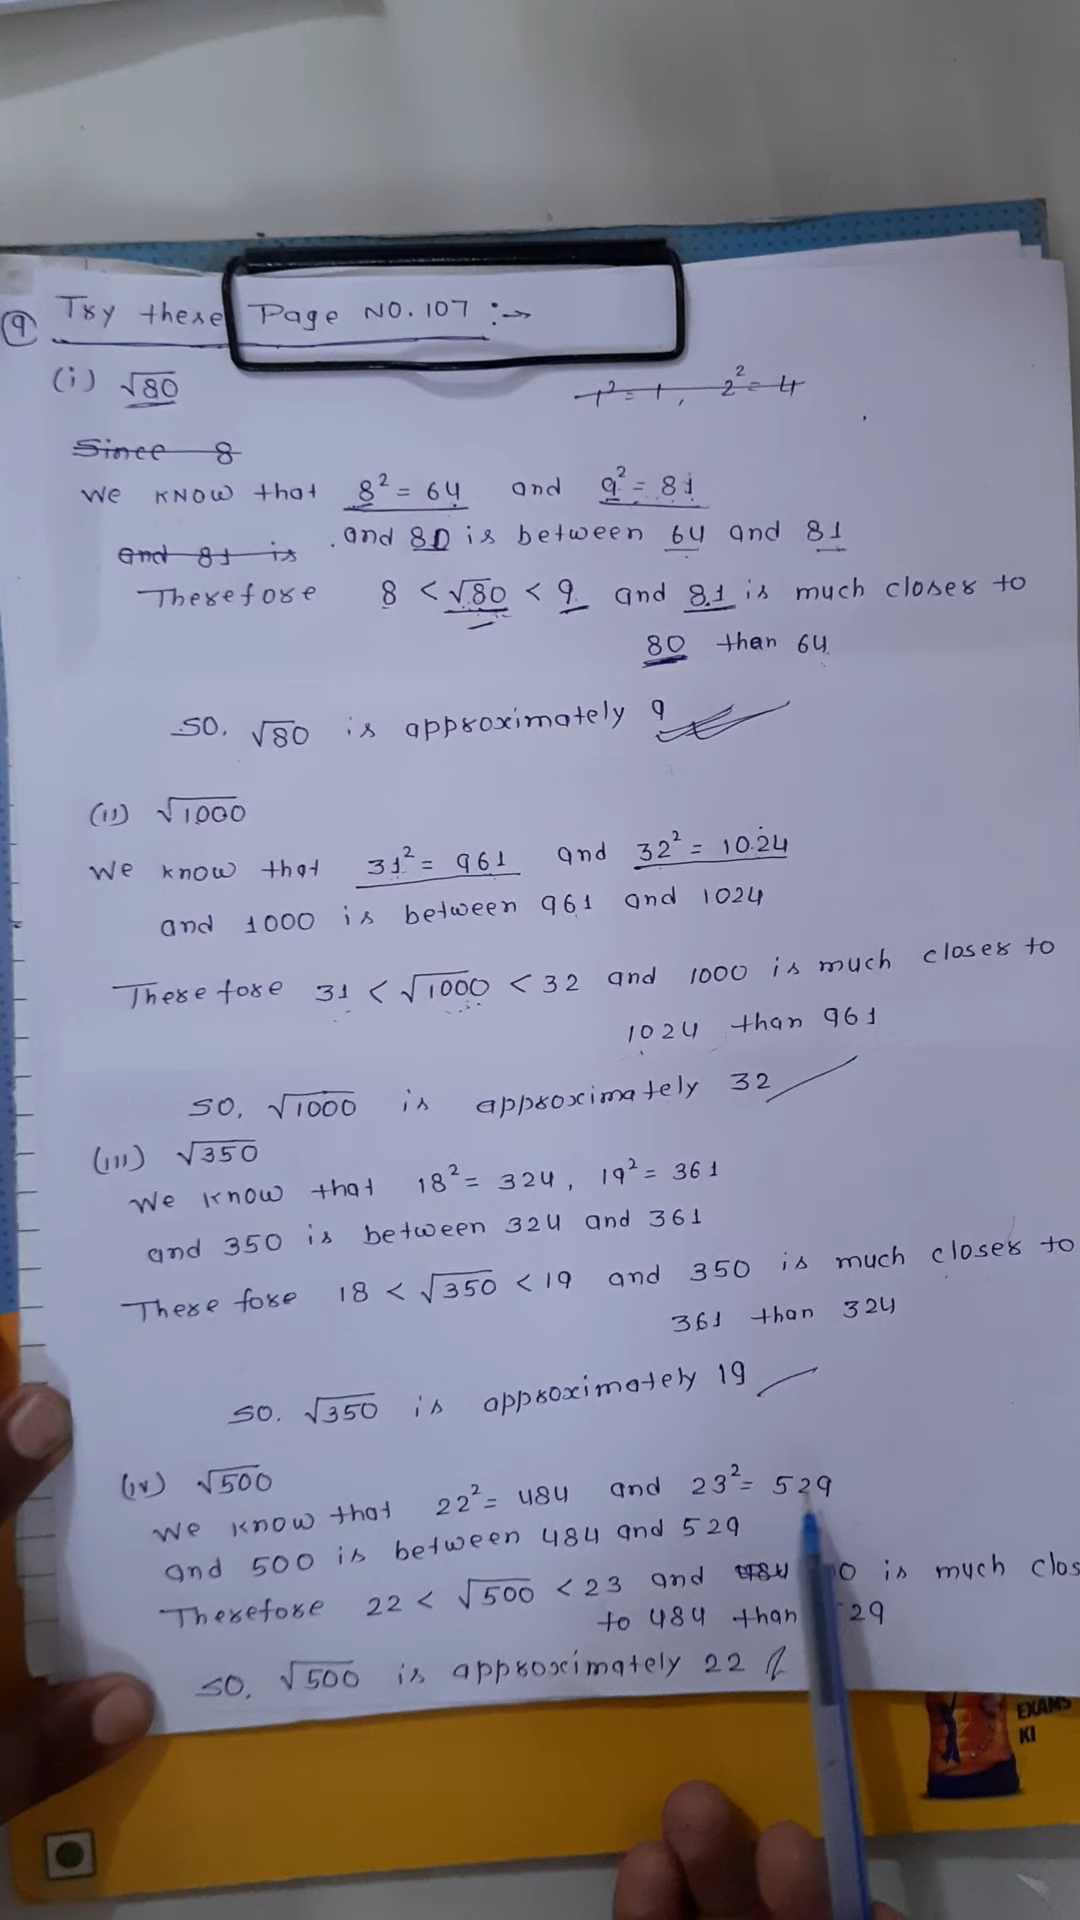 9 Try these Page NO. 107 :→
(i) √80
1² = 1, 2² = 4
Since 8
We KNOW that 8² = 64 and 9² = 81
and 81 is and 80 is between 64 and 81
Therefore 8 < √80 < 9 and 81 is much closer to
80 than 64
SO, √80 is approximately 9
(ii) √1000
We know that 31² = 961 and 32² = 1024
and 1000 is between 961 and 1024
Therefore 31 < √1000 < 32 and 1000 is much closer to
1024 than 961
SO, √1000 is approximately 32
(iii) √350
We know that 18² = 324, 19² = 361
and 350 is between 324 and 361
Therefore 18 < √350 < 19 and 350 is much closer to
361 than 324
SO. √350 is approximately 19
(iv) √500
We know that 22² = 484 and 23² = 529
and 500 is between 484 and 529
Therefore 22 < √500 < 23 and is much clos
to 484 than 29
SO, √500 is approximately 22
EXAMS
KI